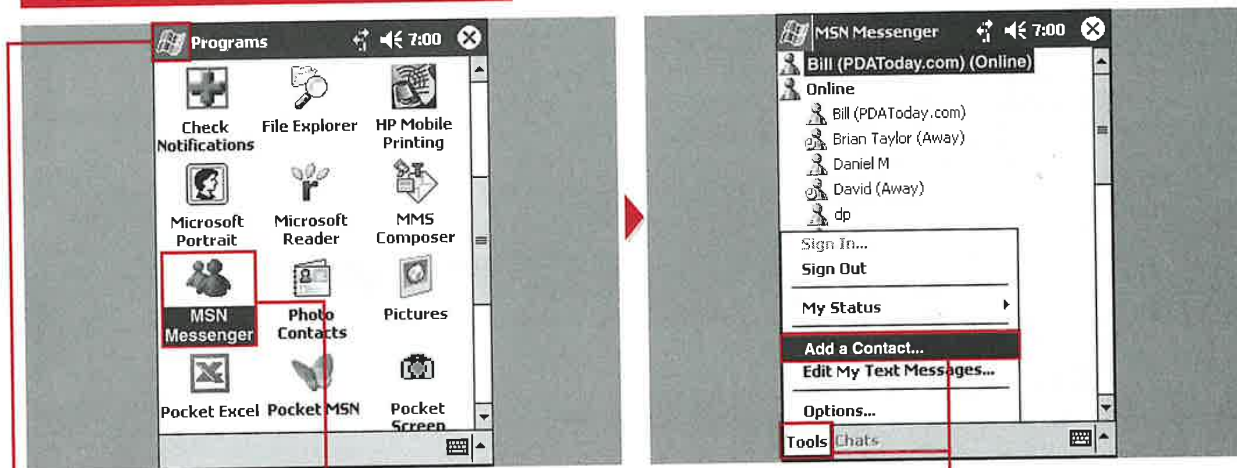 Programs 7:00
Check Notifications
File Explorer
HP Mobile Printing
Microsoft Portrait
Microsoft Reader
MMS Composer
MSN Messenger
Photo Contacts
Pictures
Pocket Excel
Pocket MSN
Pocket Screen
MSN Messenger 7:00
Bill (PDAToday.com) (Online)
Online
Bill (PDAToday.com)
Brian Taylor (Away)
Daniel M
David (Away)
dp
Sign In...
Sign Out
My Status
Add a Contact...
Edit My Text Messages...
Options...
Tools Chats